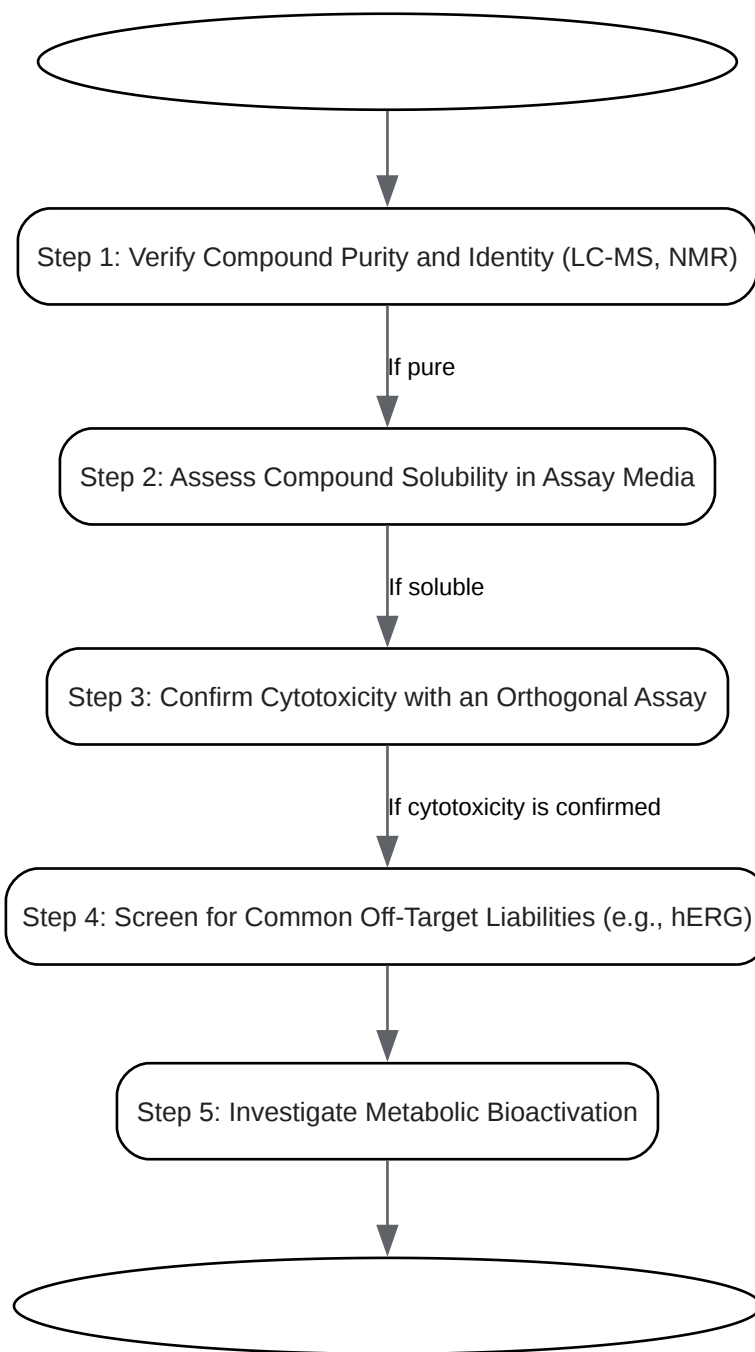 Step 1: Verify Compound Purity and Identity (LC-MS, NMR)
If pure
Step 2: Assess Compound Solubility in Assay Media
If soluble
Step 3: Confirm Cytotoxicity with an Orthogonal Assay
If cytotoxicity is confirmed
Step 4: Screen for Common Off-Target Liabilities (e.g., hERG)
Step 5: Investigate Metabolic Bioactivation